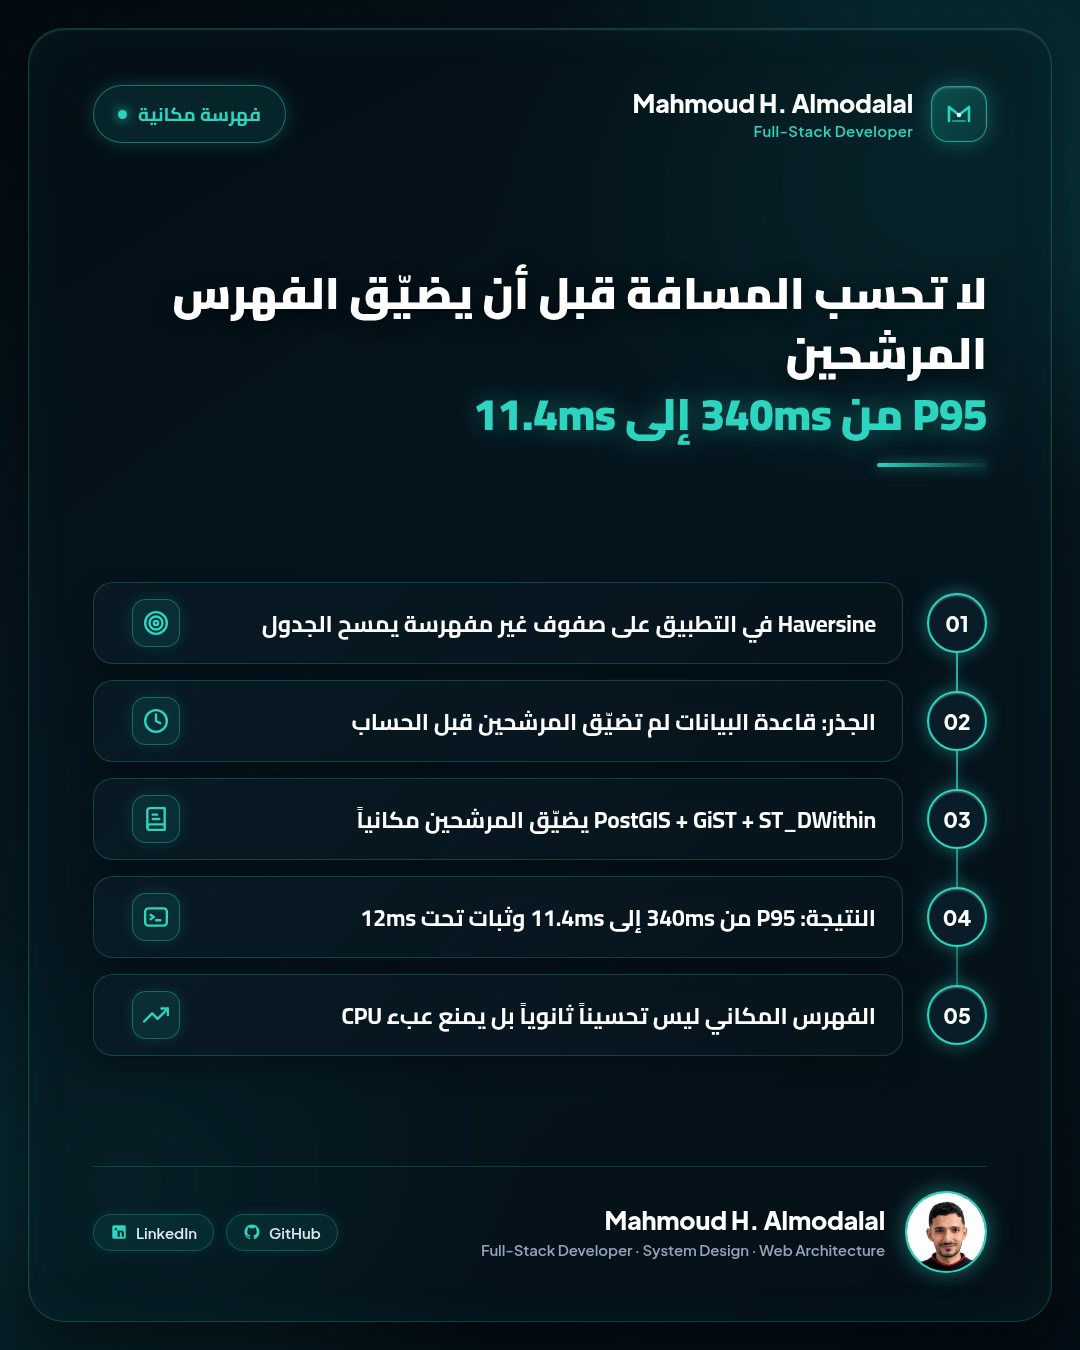 Mahmoud H. Almodalal
Full-Stack Developer
فهرسة مكانية
لا تحسب المسافة قبل أن يضيّق الفهرس
المرشحين
P95 من 340ms إلى 11.4ms
01
Haversine في التطبيق على صفوف غير مفهرسة يمسح الجدول
02
الجذر: قاعدة البيانات لم تضيّق المرشحين قبل الحساب
03
PostGIS + GiST + ST_DWithin يضيّق المرشحين مكانياً
04
النتيجة: P95 من 340ms إلى 11.4ms وثبات تحت 12ms
05
الفهرس المكاني ليس تحسيناً ثانوياً بل يمنع عبء CPU
Mahmoud H. Almodalal
Full-Stack Developer · System Design · Web Architecture
GitHub
LinkedIn